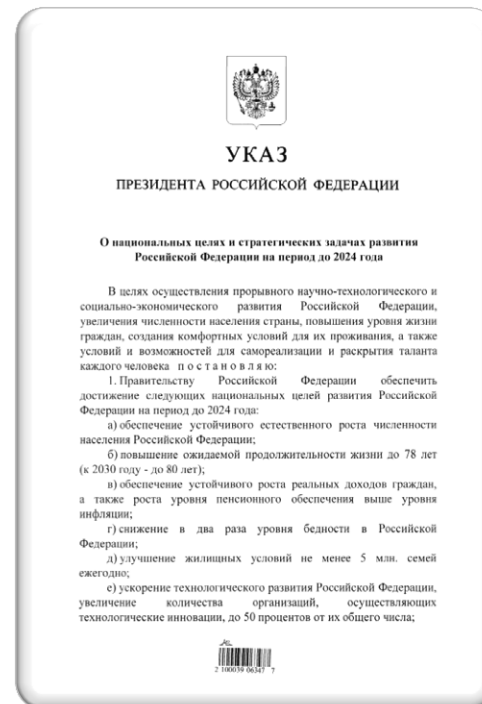 УКАЗ
ПРЕЗИДЕНТА РОССИЙСКОЙ ФЕДЕРАЦИИ
О национальных целях и стратегических задачах развития
Российской Федерации на период до 2024 года
В целях осуществления прорывного научно-технологического и
социально-экономического развития Российской Федерации,
увеличения численности населения страны, повышения уровня жизни
граждан, создания комфортных условий для их проживания, а также
условий и возможностей для самореализации и раскрытия таланта
каждого человека п о с т а н о в л я ю:
1. Правительству Российской Федерации обеспечить
достижение следующих национальных целей развития Российской
Федерации на период до 2024 года:
а) обеспечение устойчивого естественного роста численности
населения Российской Федерации;
б) повышение ожидаемой продолжительности жизни до 78 лет
(к 2030 году - до 80 лет);
в) обеспечение устойчивого роста реальных доходов граждан,
а также роста уровня пенсионного обеспечения выше уровня
инфляции;
г) снижение в два раза уровня бедности в Российской
Федерации;
д) улучшение жилищных условий не менее 5 млн. семей
ежегодно;
е) ускорение технологического развития Российской Федерации,
увеличение количества организаций, осуществляющих
технологические инновации, до 50 процентов от их общего числа;
2 100039 06347 7